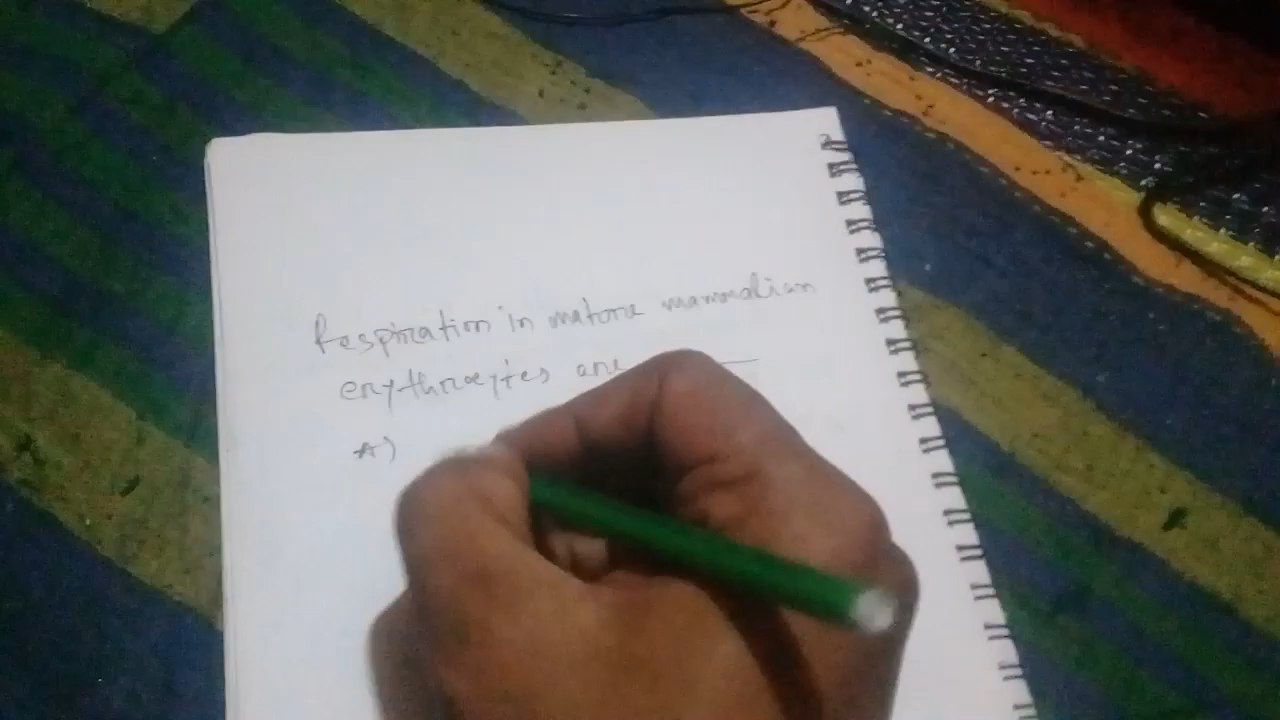 Respiration in mature mammalian
erythrocytes are ——
A)